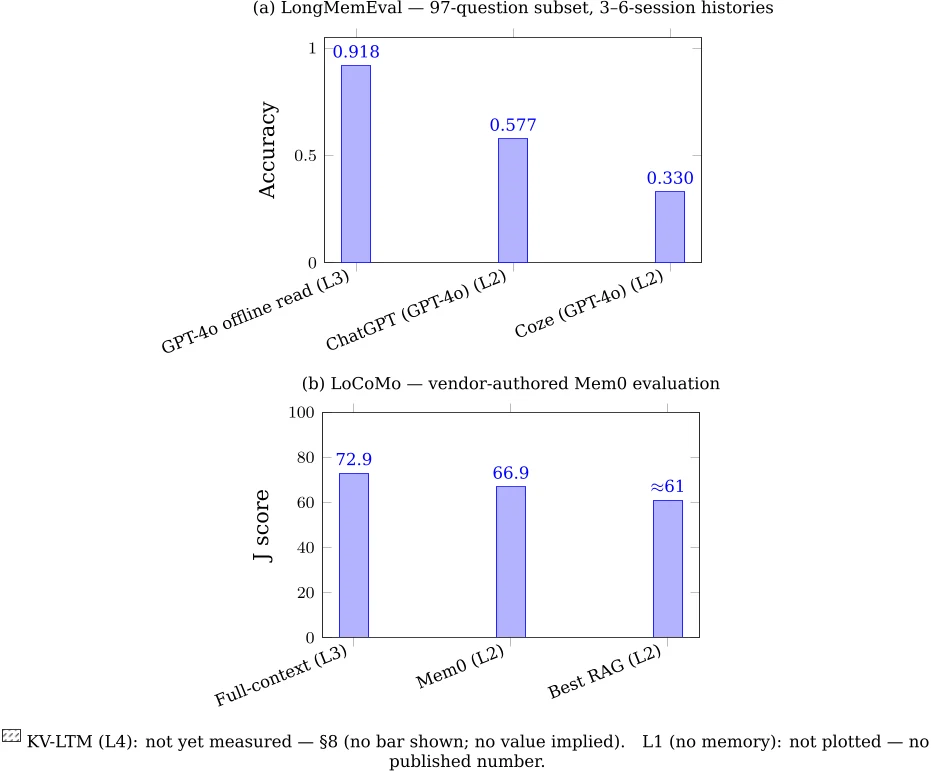 (a) LongMemEval — 97-question subset, 3–6-session histories
Accuracy
1
0.5
0
0.918
0.577
0.330
GPT-4o offline read (L3)
ChatGPT (GPT-4o) (L2)
Coze (GPT-4o) (L2)
(b) LoCoMo — vendor-authored Mem0 evaluation
J score
100
80
60
40
20
0
72.9
66.9
≈61
Full-context (L3)
Mem0 (L2)
Best RAG (L2)
KV-LTM (L4): not yet measured — §8 (no bar shown; no value implied). L1 (no memory): not plotted — no
published number.